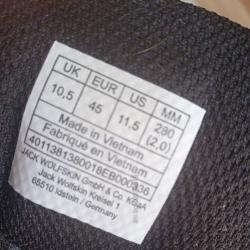 UK EUR US MM
10,5 45 11,5 280 (2,0)
Made in Vietnam
Fabriqué en Vietnam
4011381380018EB000336
JACK WOLFSKIN GmbH & Co. KGaA
Jack Wolfskin Kreisel 1
65510 Idstein / Germany